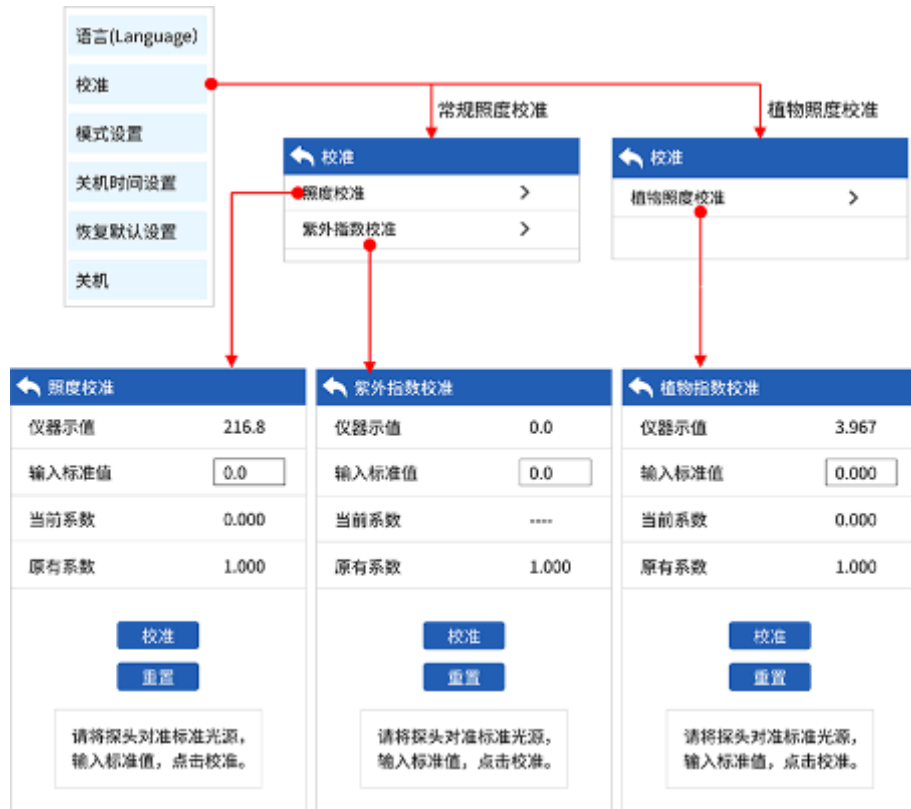 语言(Language)
校准
模式设置
关机时间设置
恢复默认设置
关机
常规照度校准
校准
照度校准
紫外指数校准
植物照度校准
校准
植物照度校准
照度校准
仪器示值 216.8
输入标准值 0.0
当前系数 0.000
原有系数 1.000
校准
重置
请将探头对准标准光源，
输入标准值，点击校准。
紫外指数校准
仪器示值 0.0
输入标准值 0.0
当前系数 ----
原有系数 1.000
校准
重置
请将探头对准标准光源，
输入标准值，点击校准。
植物指数校准
仪器示值 3.967
输入标准值 0.000
当前系数 0.000
原有系数 1.000
校准
重置
请将探头对准标准光源，
输入标准值，点击校准。